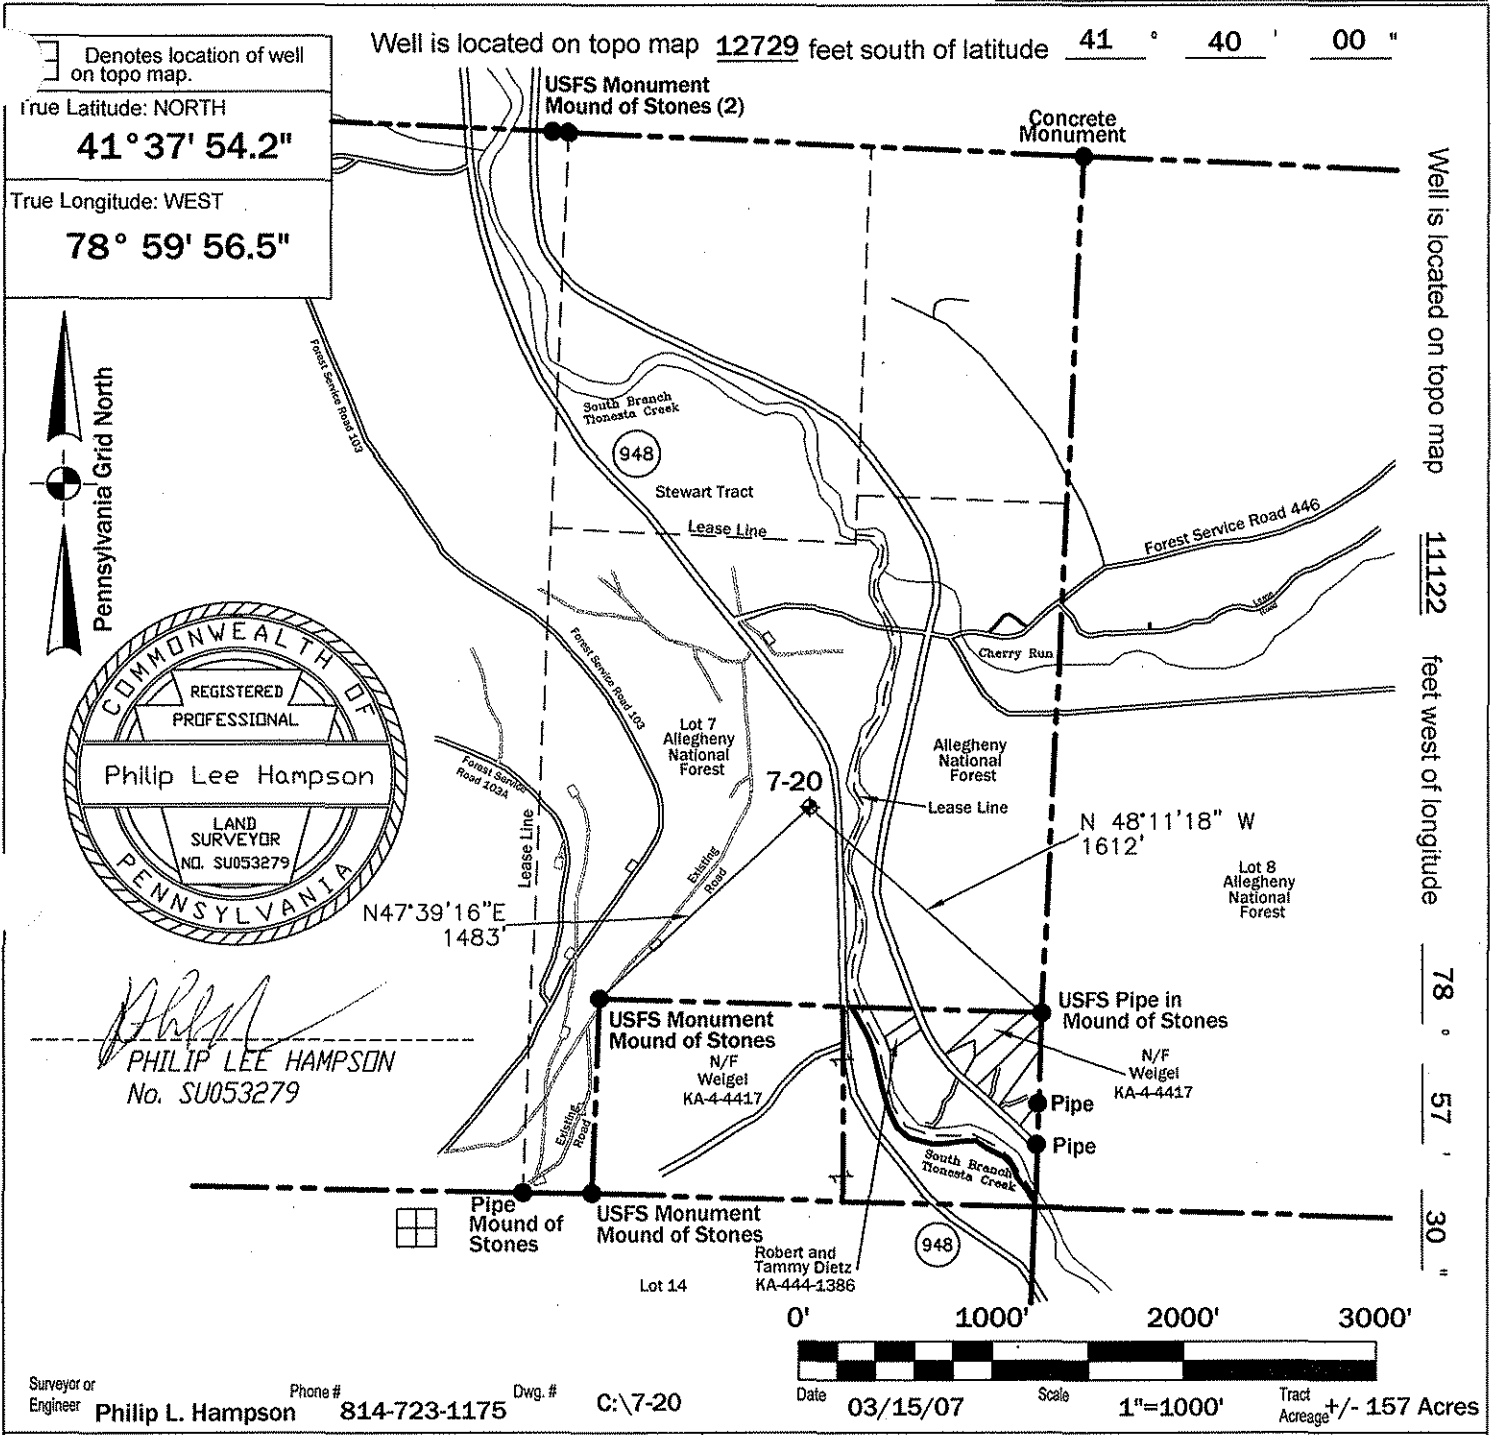 Denotes location of well
on topo map.
Well is located on topo map 12729 feet south of latitude 41 ° 40 ' 00 "
True Latitude: NORTH
41° 37' 54.2"
True Longitude: WEST
78° 59' 56.5"
USFS Monument
Mound of Stones (2)
Concrete
Monument
Well is located on topo map 11122 feet west of longitude 78 ° 57 ' 30 "
Pennsylvania Grid North
Forest Service Road 103
South Branch
Tionesta Creek
948
Stewart Tract
Lease Line
Forest Service Road 446
Lease
Road
Cherry Run
Forest Service Road 103
COMMONWEALTH OF
REGISTERED
PROFESSIONAL
Philip Lee Hampson
LAND
SURVEYOR
NO. SU053279
PENNSYLVANIA
Lot 7
Allegheny
National
Forest
Allegheny
National
Forest
Forest Service
Road 103A
7-20
Lease Line
Lease Line
N 48°11'18" W
1612'
Lot 8
Allegheny
National
Forest
Existing
Road
N47°39'16"E
1483'
USFS Monument
Mound of Stones
USFS Pipe in
Mound of Stones
N/F
Weigel
KA-4-4417
N/F
Weigel
KA-4-4417
Pipe
Pipe
Existing
Road
South Branch
Tionesta Creek
PHILIP LEE HAMPSON
No. SU053279
Pipe
Mound of
Stones
USFS Monument
Mound of Stones
948
Robert and
Tammy Dietz
KA-444-1386
Lot 14
0' 1000' 2000' 3000'
Surveyor or
Engineer Philip L. Hampson
Phone # 814-723-1175
Dwg. # C:\7-20
Date 03/15/07
Scale 1"=1000'
Tract
Acreage +/- 157 Acres